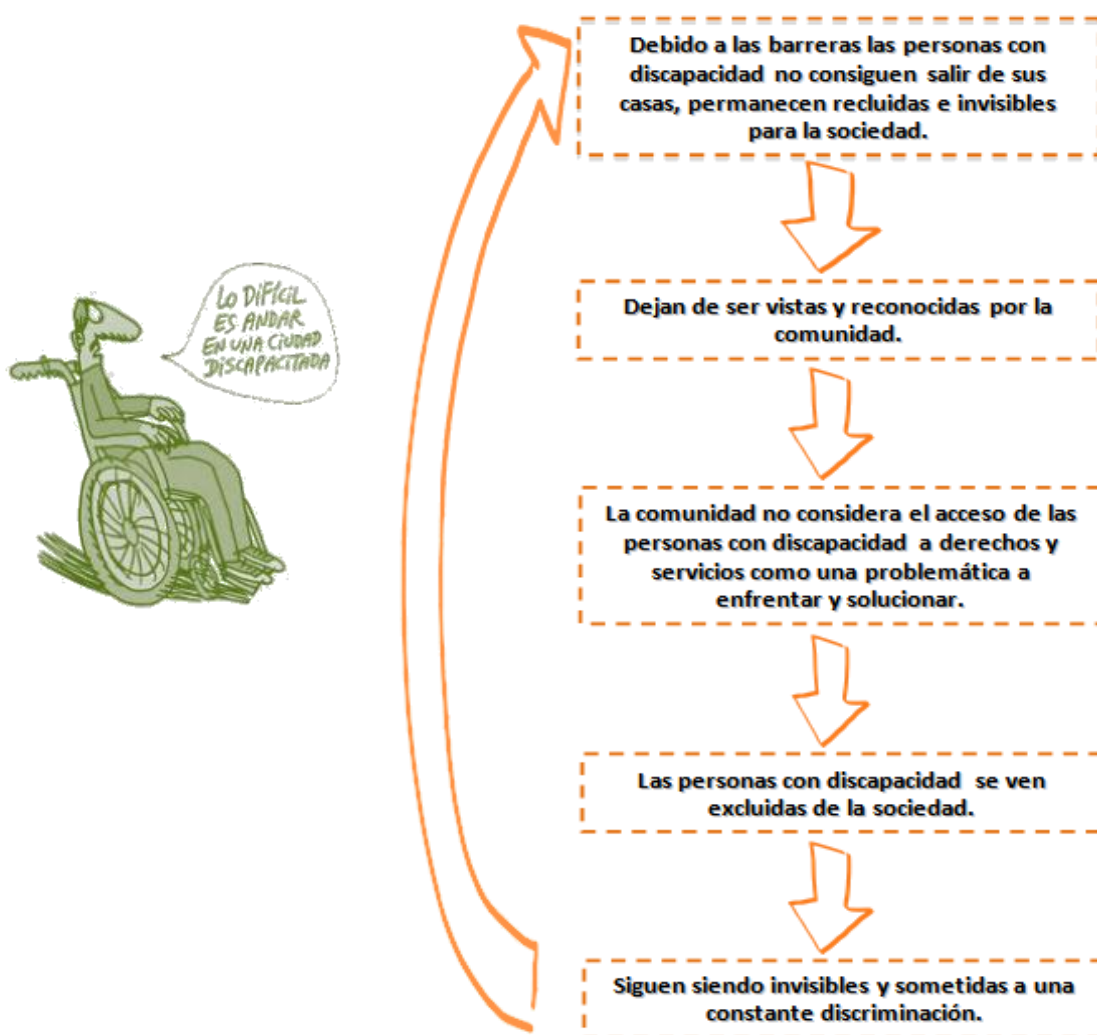 Debido a las barreras las personas con
discapacidad no consiguen salir de sus
casas, permanecen recluidas e invisibles
para la sociedad.
Dejan de ser vistas y reconocidas por la
comunidad.
LO DIFÍCIL
ES ANDAR
EN UNA CIUDAD
DISCAPACITADA
La comunidad no considera el acceso de las
personas con discapacidad a derechos y
servicios como una problemática a
enfrentar y solucionar.
Las personas con discapacidad se ven
excluidas de la sociedad.
Siguen siendo invisibles y sometidas a una
constante discriminación.